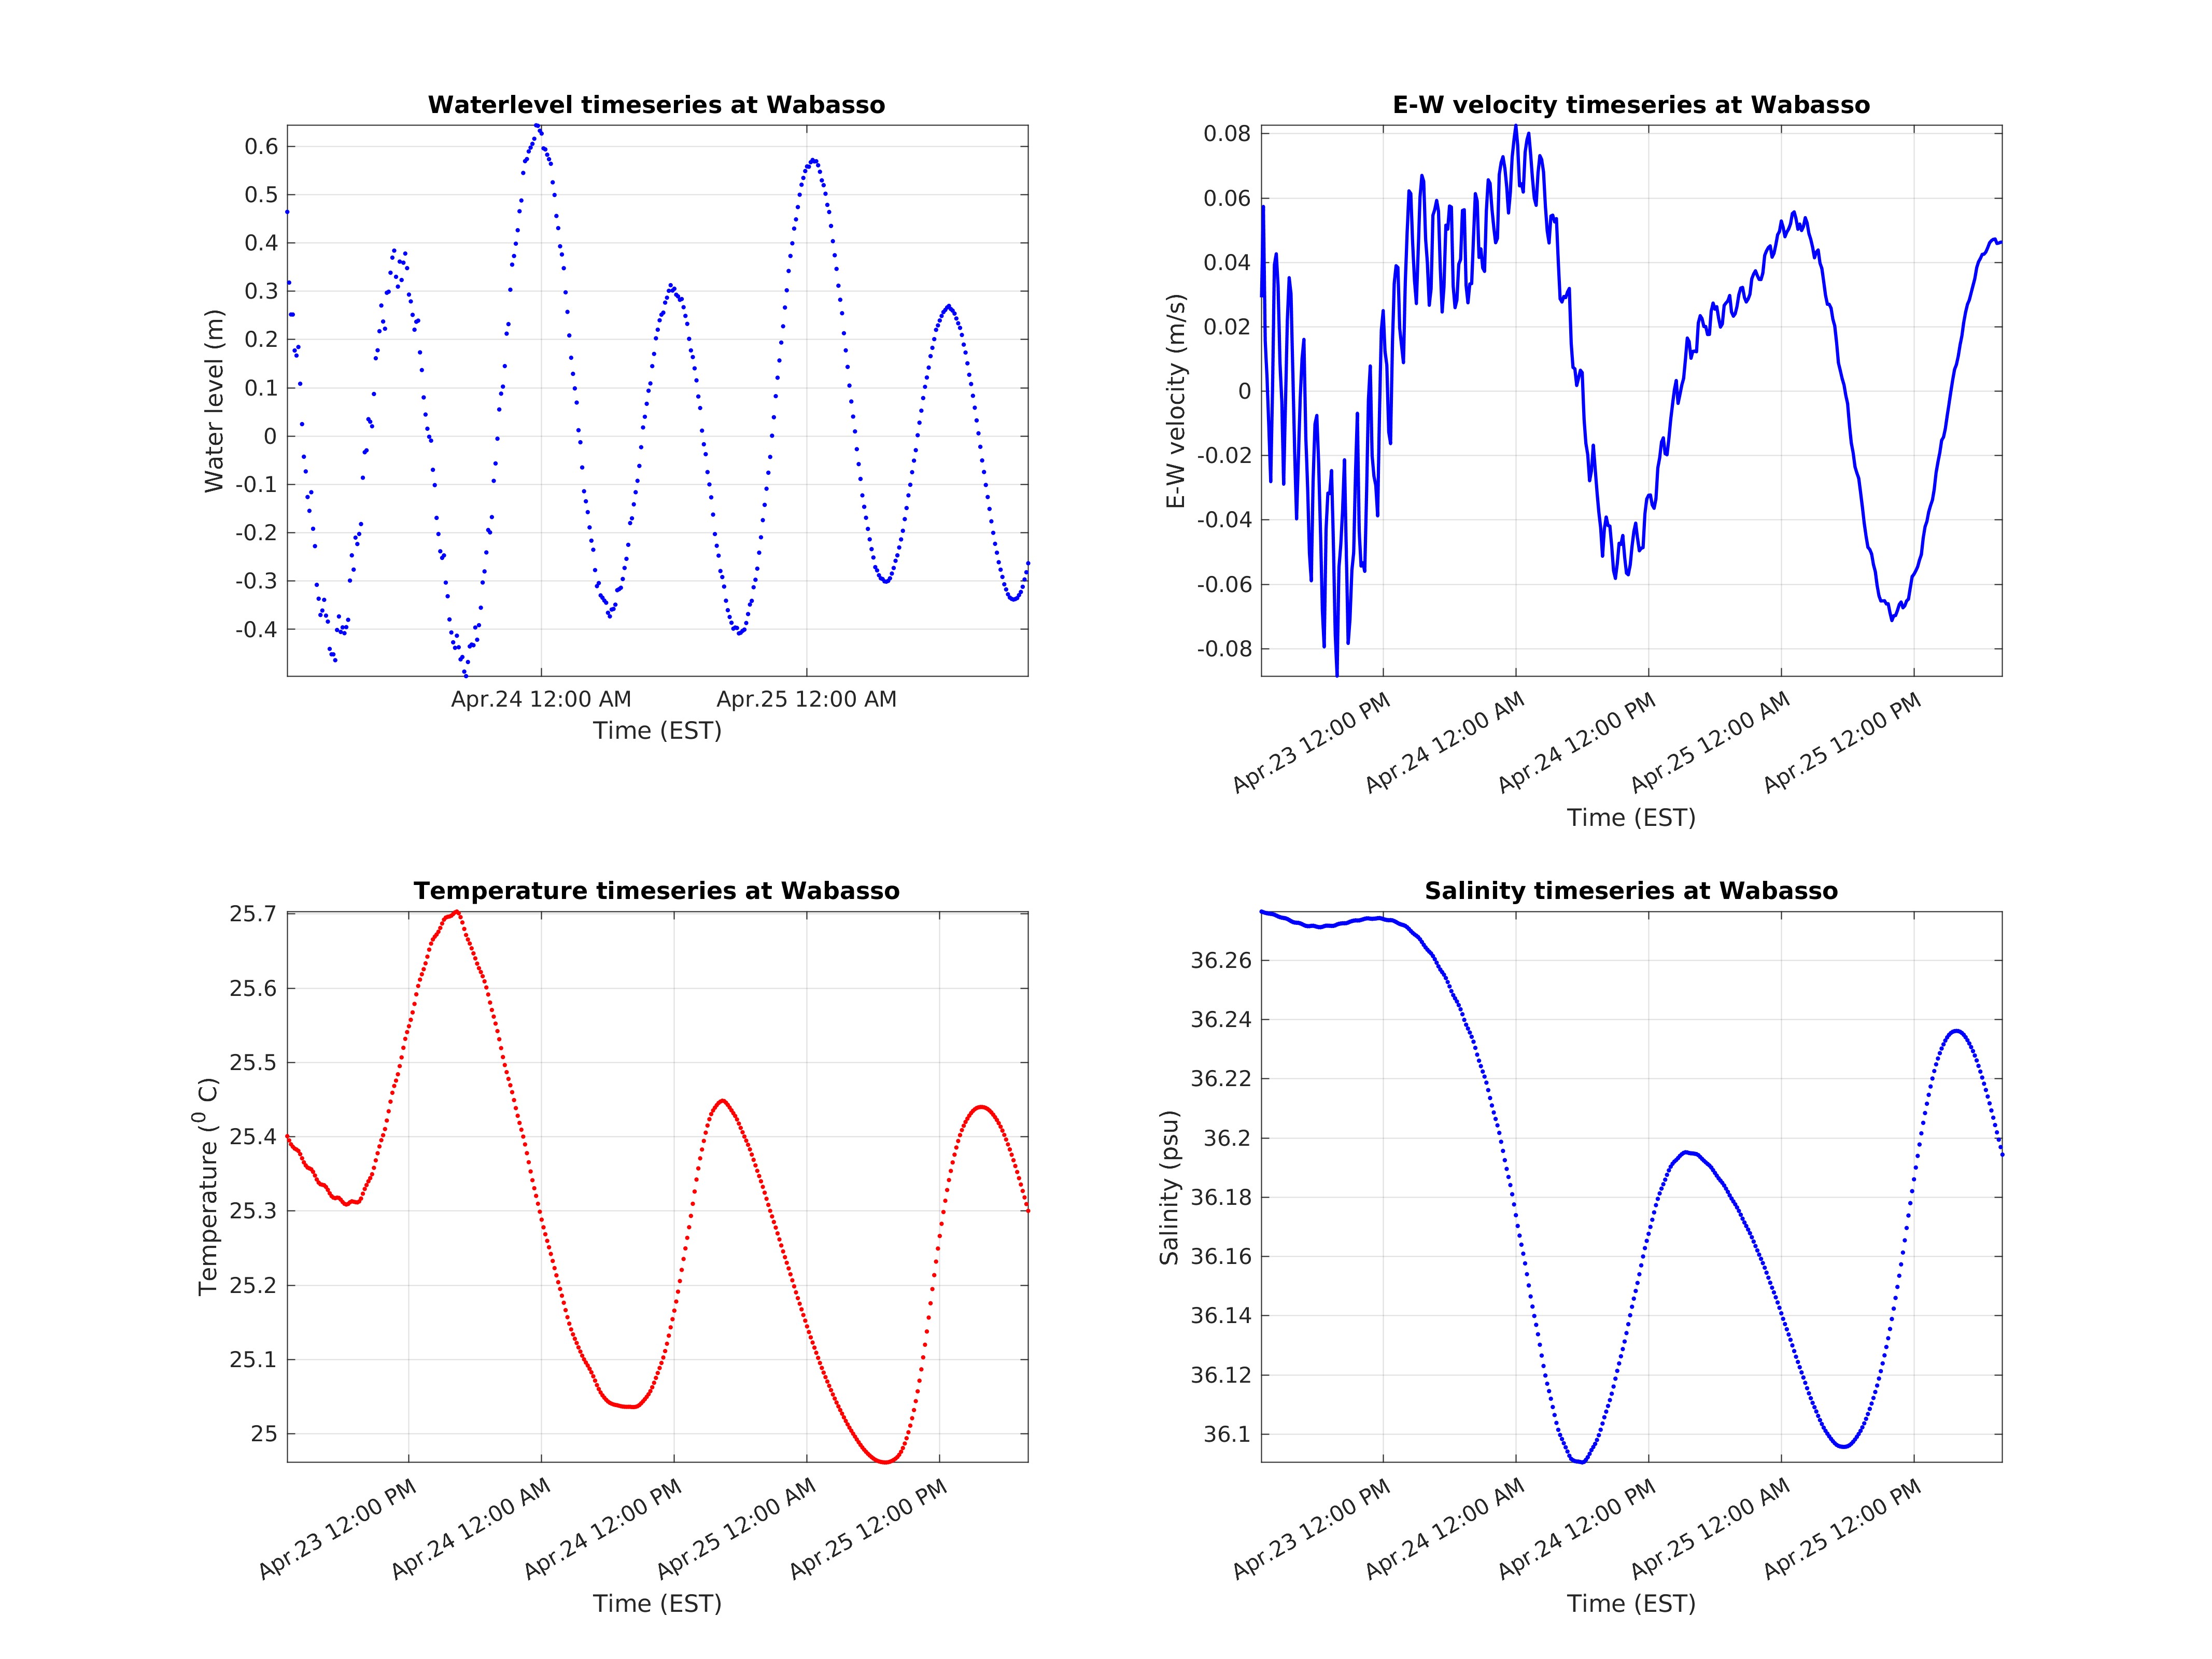 Waterlevel timeseries at Wabasso
0.6
0.5
0.4
0.3
0.2
0.1
0
-0.1
-0.2
-0.3
-0.4
Water level (m)
Apr.24 12:00 AM
Apr.25 12:00 AM
Time (EST)
E-W velocity timeseries at Wabasso
0.08
0.06
0.04
0.02
0
-0.02
-0.04
-0.06
-0.08
E-W velocity (m/s)
Apr.23 12:00 PM
Apr.24 12:00 AM
Apr.24 12:00 PM
Apr.25 12:00 AM
Apr.25 12:00 PM
Time (EST)
Temperature timeseries at Wabasso
25.7
25.6
25.5
25.4
25.3
25.2
25.1
25
Temperature (⁰ C)
Apr.23 12:00 PM
Apr.24 12:00 AM
Apr.24 12:00 PM
Apr.25 12:00 AM
Apr.25 12:00 PM
Time (EST)
Salinity timeseries at Wabasso
36.26
36.24
36.22
36.2
36.18
36.16
36.14
36.12
36.1
Salinity (psu)
Apr.23 12:00 PM
Apr.24 12:00 AM
Apr.24 12:00 PM
Apr.25 12:00 AM
Apr.25 12:00 PM
Time (EST)